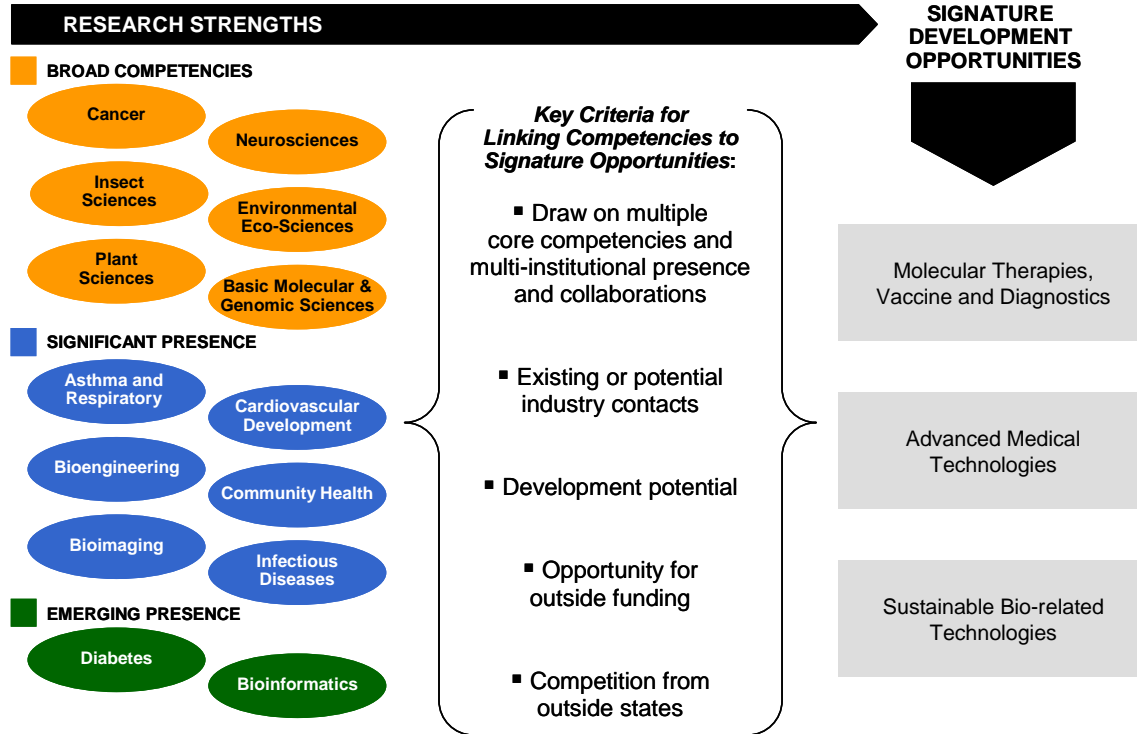 RESEARCH STRENGTHS
SIGNATURE
DEVELOPMENT
OPPORTUNITIES
BROAD COMPETENCIES
Cancer
Neurosciences
Insect
Sciences
Environmental
Eco-Sciences
Plant
Sciences
Basic Molecular &
Genomic Sciences
SIGNIFICANT PRESENCE
Asthma and
Respiratory
Cardiovascular
Development
Bioengineering
Community Health
Bioimaging
Infectious
Diseases
EMERGING PRESENCE
Diabetes
Bioinformatics
Key Criteria for
Linking Competencies to
Signature Opportunities:
▪ Draw on multiple
core competencies and
multi-institutional presence
and collaborations
▪ Existing or potential
industry contacts
▪ Development potential
▪ Opportunity for
outside funding
▪ Competition from
outside states
Molecular Therapies,
Vaccine and Diagnostics
Advanced Medical
Technologies
Sustainable Bio-related
Technologies